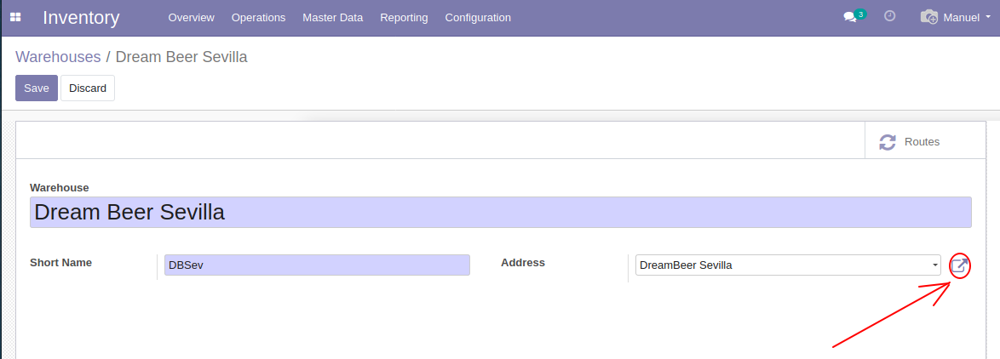 Inventory Overview Operations Master Data Reporting Configuration 3 Manuel
Warehouses / Dream Beer Sevilla
Save Discard
Routes
Warehouse
Dream Beer Sevilla
Short Name DBSev Address DreamBeer Sevilla